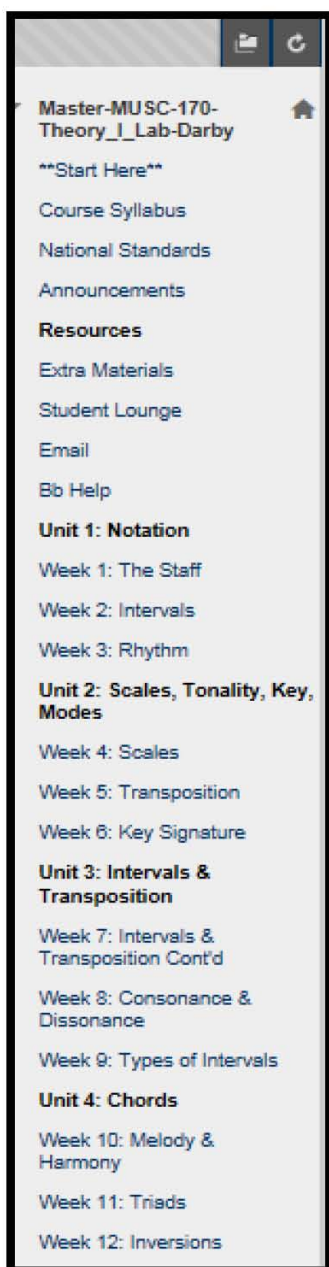 Master-MUSC-170-
Theory_I_Lab-Darby
**Start Here**
Course Syllabus
National Standards
Announcements
Resources
Extra Materials
Student Lounge
Email
Bb Help
Unit 1: Notation
Week 1: The Staff
Week 2: Intervals
Week 3: Rhythm
Unit 2: Scales, Tonality, Key,
Modes
Week 4: Scales
Week 5: Transposition
Week 6: Key Signature
Unit 3: Intervals &
Transposition
Week 7: Intervals &
Transposition Cont'd
Week 8: Consonance &
Dissonance
Week 9: Types of Intervals
Unit 4: Chords
Week 10: Melody &
Harmony
Week 11: Triads
Week 12: Inversions